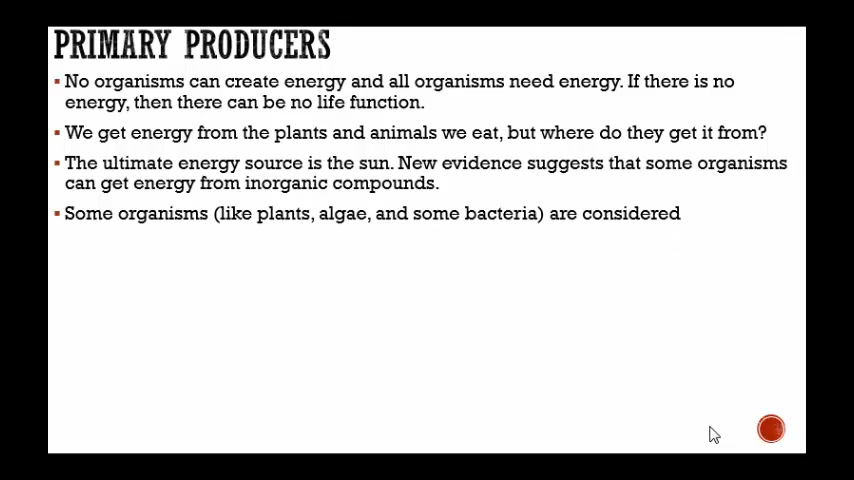 PRIMARY PRODUCERS
▪ No organisms can create energy and all organisms need energy. If there is no
energy, then there can be no life function.
▪ We get energy from the plants and animals we eat, but where do they get it from?
▪ The ultimate energy source is the sun. New evidence suggests that some organisms
can get energy from inorganic compounds.
▪ Some organisms (like plants, algae, and some bacteria) are considered